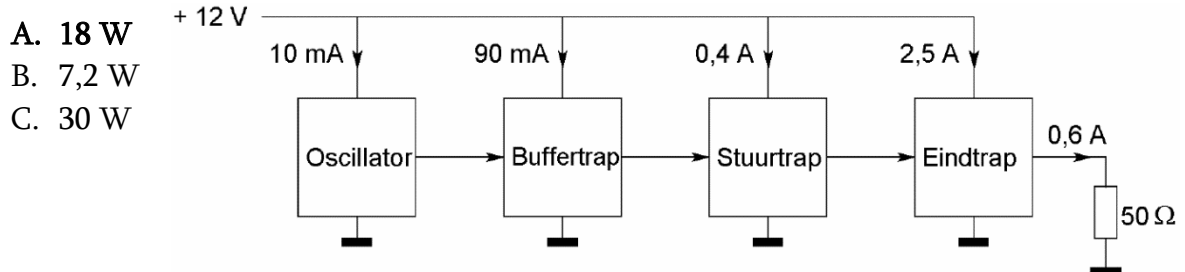 A. 18 W
B. 7,2 W
C. 30 W
+ 12 V
10 mA
90 mA
0,4 A
2,5 A
Oscillator
Buffertrap
Stuurtrap
Eindtrap
0,6 A
50 Ω